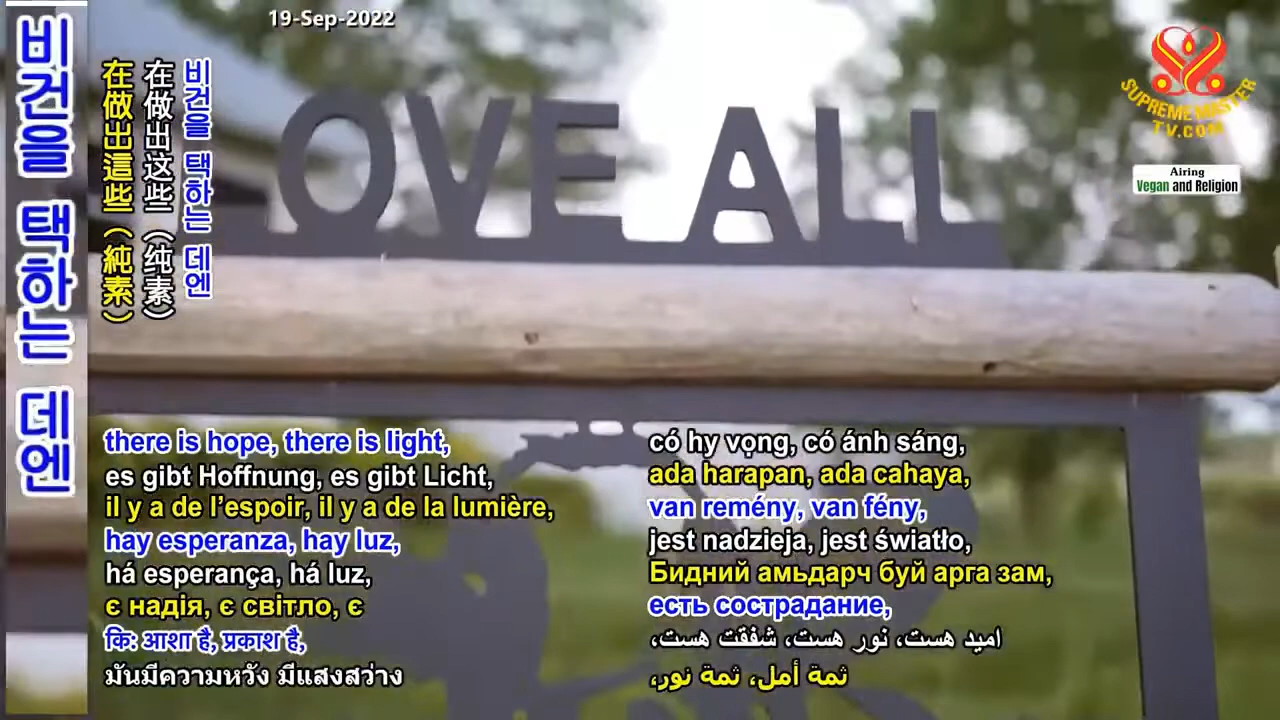 19-Sep-2022
비건을 택하는 데엔
在做出這些（純素）
在做出这些（纯素）
비건을 택하는 데엔
OVE ALL
SUPREMEMASTER
TV.COM
Airing
Vegan and Religion
there is hope, there is light,
es gibt Hoffnung, es gibt Licht,
il y a de l'espoir, il y a de la lumière,
hay esperanza, hay luz,
há esperança, há luz,
є надія, є світло, є
कि: आशा है, प्रकाश है,
มันมีความหวัง มีแสงสว่าง
có hy vọng, có ánh sáng,
ada harapan, ada cahaya,
van remény, van fény,
jest nadzieja, jest światło,
Бидний амьдарч буй арга зам,
есть сострадание,
امید هست، نور هست، شفقت هست،
ثمة أمل، ثمة نور،